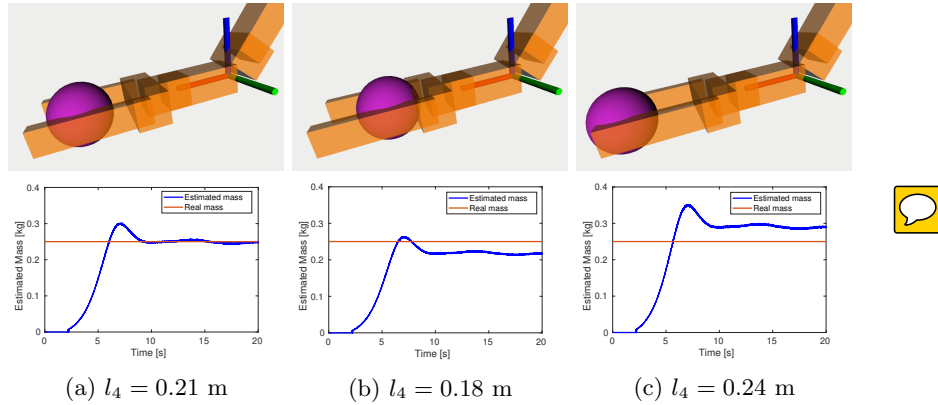 0.4
0.3
0.2
0.1
0
Estimated Mass [kg]
Estimated mass
Real mass
0
5
10
15
20
Time [s]
0.4
0.3
0.2
0.1
0
Estimated Mass [kg]
Estimated mass
Real mass
0
5
10
15
20
Time [s]
0.4
0.3
0.2
0.1
0
Estimated Mass [kg]
Estimated mass
Real mass
0
5
10
15
20
Time [s]
(a) l₄ = 0.21 m
(b) l₄ = 0.18 m
(c) l₄ = 0.24 m